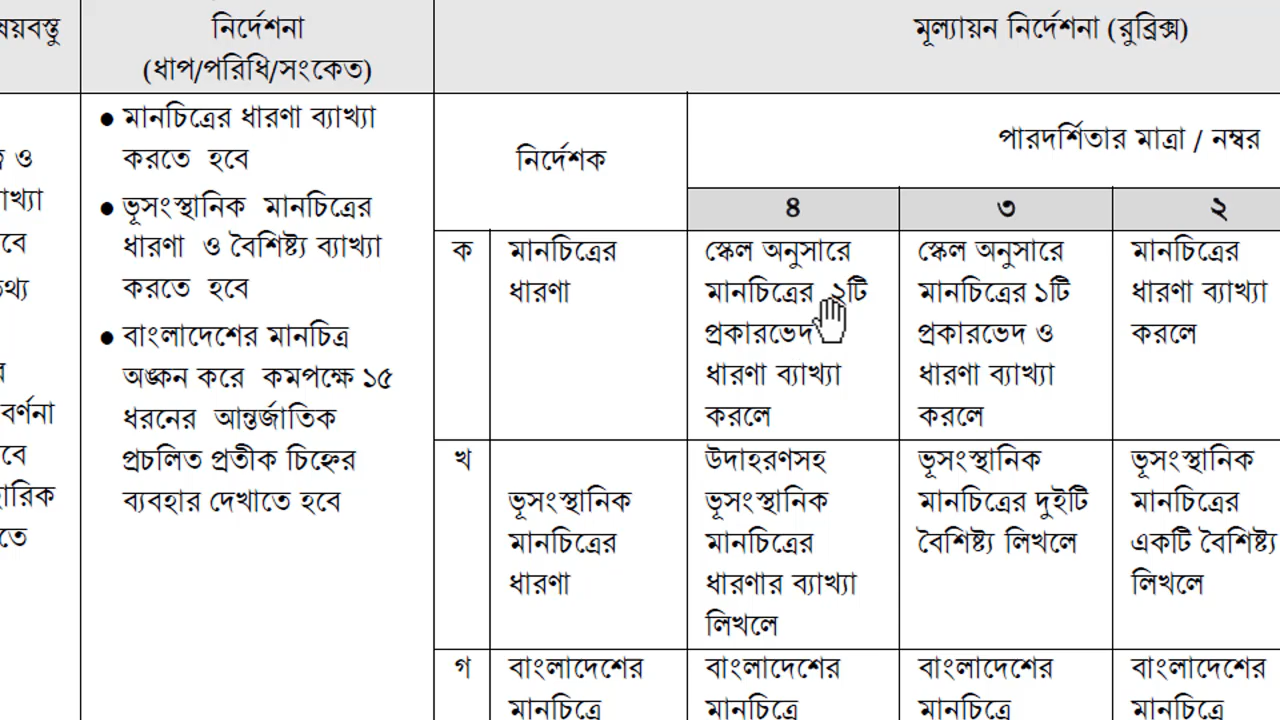 নির্দেশনা
(ধাপ/পরিধি/সংকেত)
মূল্যায়ন নির্দেশনা (রুব্রিক্স)
ও
বর্ণনা
● মানচিত্রের ধারণা ব্যাখ্যা
করতে হবে
● ভূসংস্থানিক মানচিত্রের
ধারণা ও বৈশিষ্ট্য ব্যাখ্যা
করতে হবে
● বাংলাদেশের মানচিত্র
অঙ্কন করে কমপক্ষে ১৫
ধরনের আন্তর্জাতিক
প্রচলিত প্রতীক চিহ্নের
ব্যবহার দেখাতে হবে
নির্দেশক
পারদর্শিতার মাত্রা / নম্বর
৪
৩
২
ক
মানচিত্রের
ধারণা
স্কেল অনুসারে
মানচিত্রের ২টি
প্রকারভেদ
ধারণা ব্যাখ্যা
করলে
স্কেল অনুসারে
মানচিত্রের ১টি
প্রকারভেদ ও
ধারণা ব্যাখ্যা
করলে
মানচিত্রের
ধারণা ব্যাখ্যা
করলে
খ
ভূসংস্থানিক
মানচিত্রের
ধারণা
উদাহরণসহ
ভূসংস্থানিক
মানচিত্রের
ধারণার ব্যাখ্যা
লিখলে
ভূসংস্থানিক
মানচিত্রের দুইটি
বৈশিষ্ট্য লিখলে
ভূসংস্থানিক
মানচিত্রের
একটি বৈশিষ্ট্য
লিখলে
গ
বাংলাদেশের
মানচিত্রে
বাংলাদেশের
মানচিত্রে
বাংলাদেশের
মানচিত্রে
বাংলাদেশের
মানচিত্রে